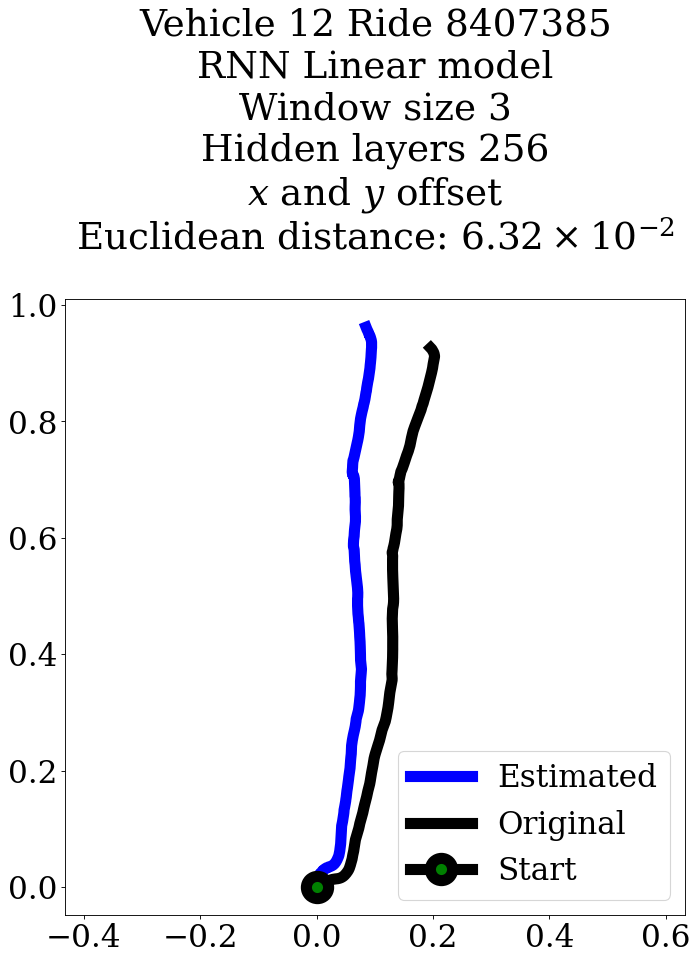 Vehicle 12 Ride 8407385
RNN Linear model
Window size 3
Hidden layers 256
x and y offset
Euclidean distance: 6.32 × 10⁻²
1.0
0.8
0.6
0.4
0.2
0.0
Estimated
Original
Start
−0.4 −0.2 0.0 0.2 0.4 0.6